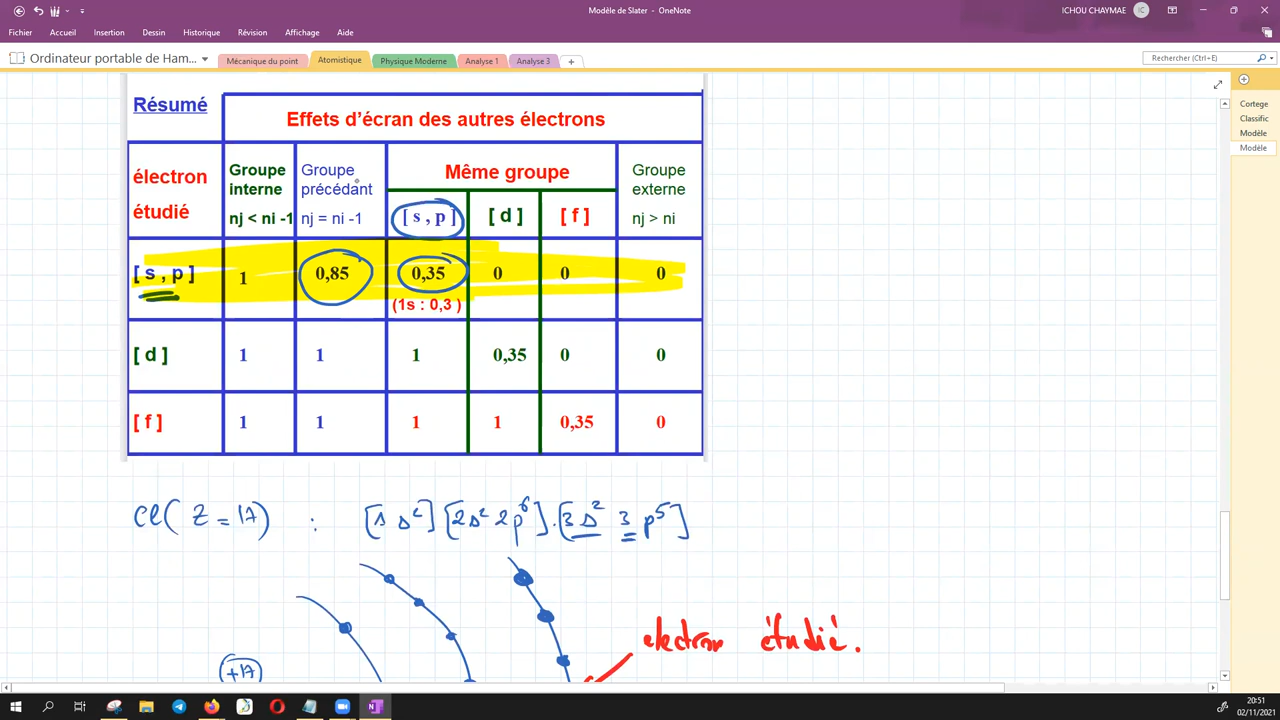 Modèle de Slater - OneNote
ICHOU CHAYMAE
IC
Fichier Accueil Insertion Dessin Historique Révision Affichage Aide
Ordinateur portable de Ham...
Mécanique du point
Atomistique
Physique Moderne
Analyse 1
Analyse 3
Rechercher (Ctrl+E)
Cortege
Classific
Modèle
Modèle
Résumé
Effets d'écran des autres électrons
électron étudié
Groupe interne nj < ni -1
Groupe précédant nj = ni -1
Même groupe
Groupe externe nj > ni
[ s , p ] [ d ] [ f ]
[ s , p ] 1 0,85 0,35 0 0 0
(1s : 0,3 )
[ d ] 1 1 1 0,35 0 0
[ f ] 1 1 1 1 0,35 0
Cl( Z = 17) : [1s²] [2s² 2p⁶].[3s² 3p⁵]
electron étudié.
+17
20:51
02/11/2021